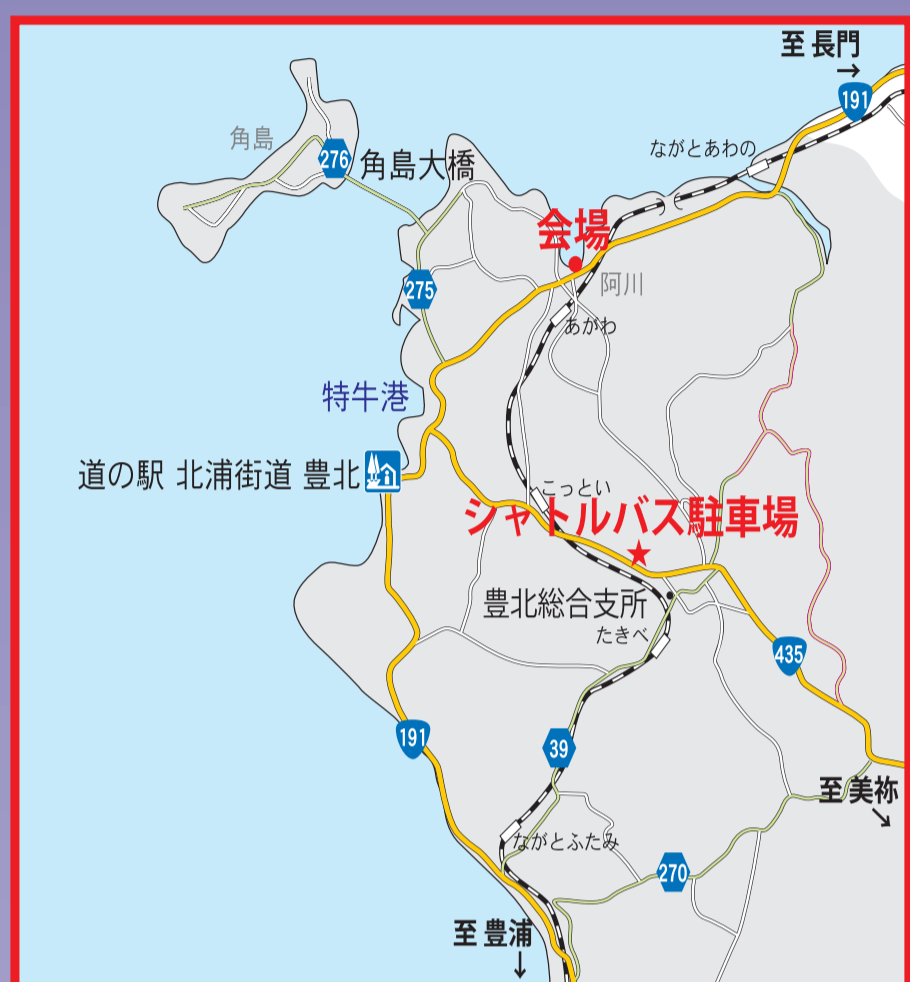 至 長門
→
191
ながとあわの
角島
276
角島大橋
会場
275
阿川
あがわ
特牛港
道の駅 北浦街道 豊北
こっとい
シャトルバス駐車場
★
豊北総合支所
たきべ
435
191
39
至 美祢
↘
ながとふたみ
270
至 豊浦
↓